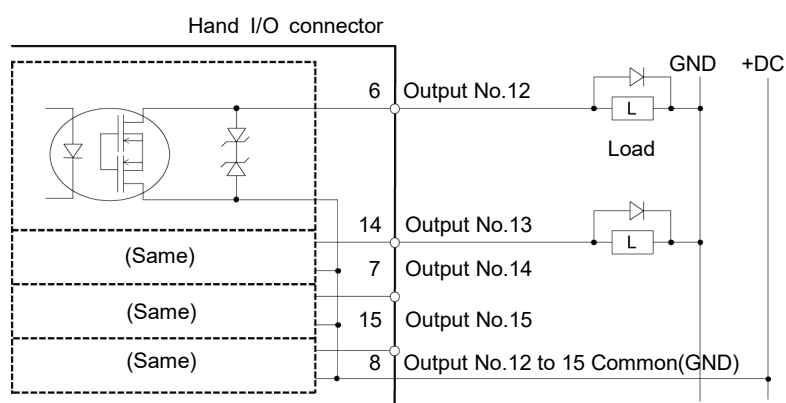 Hand I/O connector
GND +DC
6 Output No.12
L
Load
14 Output No.13
L
(Same)
7 Output No.14
(Same)
15 Output No.15
(Same)
8 Output No.12 to 15 Common(GND)